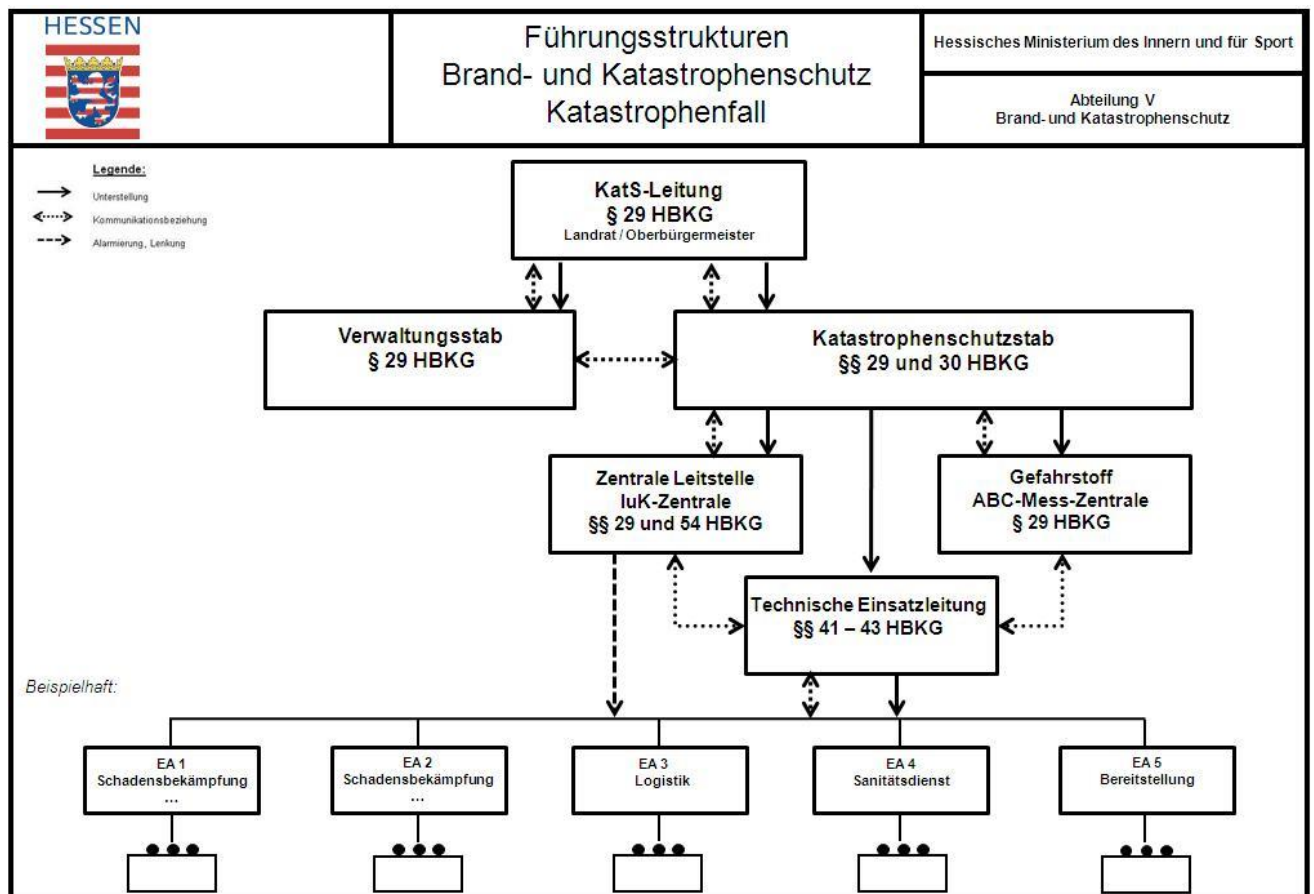 HESSEN
Führungsstrukturen
Brand- und Katastrophenschutz
Katastrophenfall
Hessisches Ministerium des Innern und für Sport
Abteilung V
Brand- und Katastrophenschutz
Legende:
Unterstellung
Kommunikationsbeziehung
Alarmierung, Lenkung
KatS-Leitung
§ 29 HBKG
Landrat / Oberbürgermeister
Verwaltungsstab
§ 29 HBKG
Katastrophenschutzstab
§§ 29 und 30 HBKG
Zentrale Leitstelle
IuK-Zentrale
§§ 29 und 54 HBKG
Gefahrstoff
ABC-Mess-Zentrale
§ 29 HBKG
Technische Einsatzleitung
§§ 41 – 43 HBKG
Beispielhaft:
EA 1
Schadensbekämpfung
...
EA 2
Schadensbekämpfung
...
EA 3
Logistik
EA 4
Sanitätsdienst
EA 5
Bereitstellung